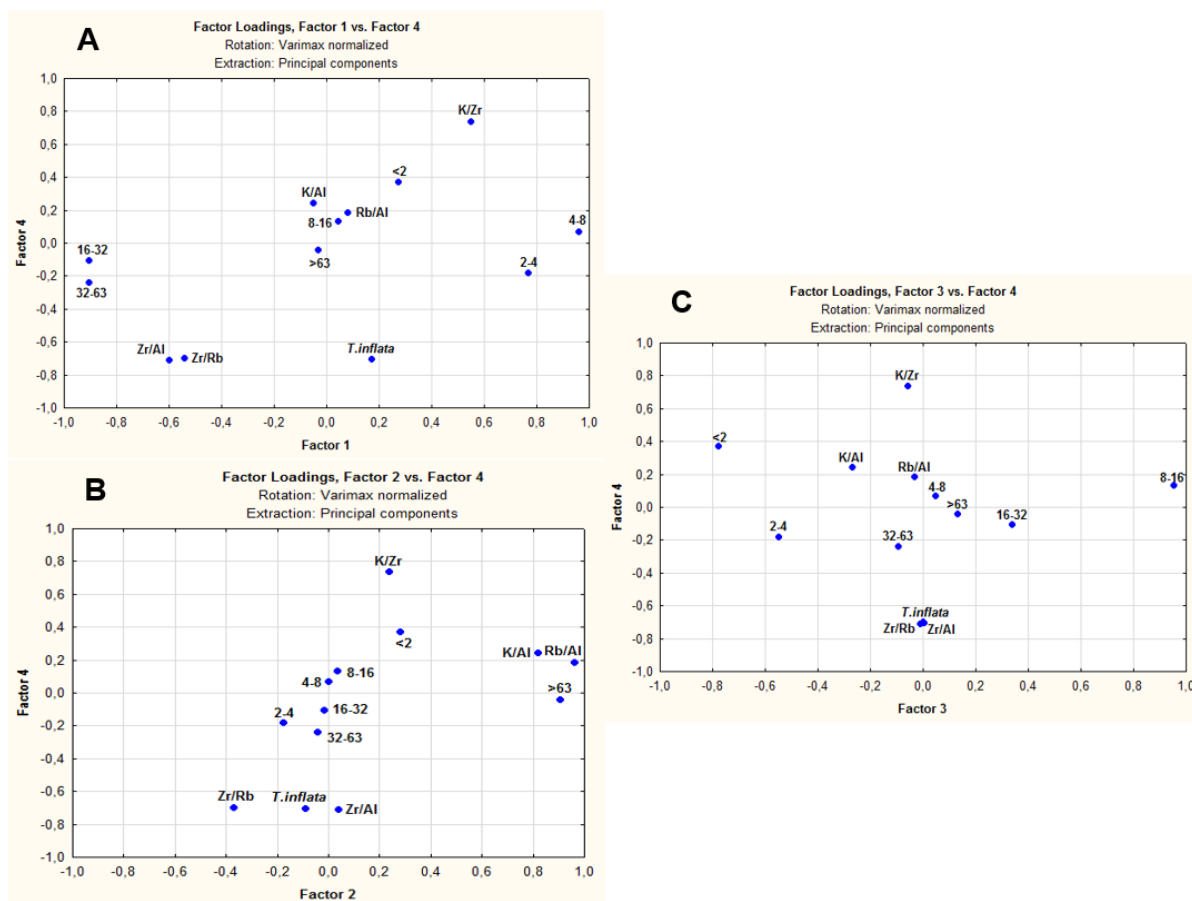 A
Factor Loadings, Factor 1 vs. Factor 4
Rotation: Varimax normalized
Extraction: Principal components
1,0
0,8
0,6
0,4
0,2
0,0
-0,2
-0,4
-0,6
-0,8
-1,0
Factor 4
K/Zr
<2
K/Al
Rb/Al
8-16
4-8
>63
16-32
2-4
32-63
Zr/Al
Zr/Rb
T.inflata
-1,0 -0,8 -0,6 -0,4 -0,2 0,0 0,2 0,4 0,6 0,8 1,0
Factor 1
B
Factor Loadings, Factor 2 vs. Factor 4
Rotation: Varimax normalized
Extraction: Principal components
1,0
0,8
0,6
0,4
0,2
0,0
-0,2
-0,4
-0,6
-0,8
-1,0
Factor 4
K/Zr
<2
K/Al
Rb/Al
8-16
4-8
>63
16-32
2-4
32-63
Zr/Rb
T.inflata
Zr/Al
-1,0 -0,8 -0,6 -0,4 -0,2 0,0 0,2 0,4 0,6 0,8 1,0
Factor 2
C
Factor Loadings, Factor 3 vs. Factor 4
Rotation: Varimax normalized
Extraction: Principal components
1,0
0,8
0,6
0,4
0,2
0,0
-0,2
-0,4
-0,6
-0,8
-1,0
Factor 4
K/Zr
<2
K/Al
Rb/Al
4-8
8-16
>63
16-32
2-4
32-63
T.inflata
Zr/Rb
Zr/Al
-1,0 -0,8 -0,6 -0,4 -0,2 0,0 0,2 0,4 0,6 0,8 1,0
Factor 3